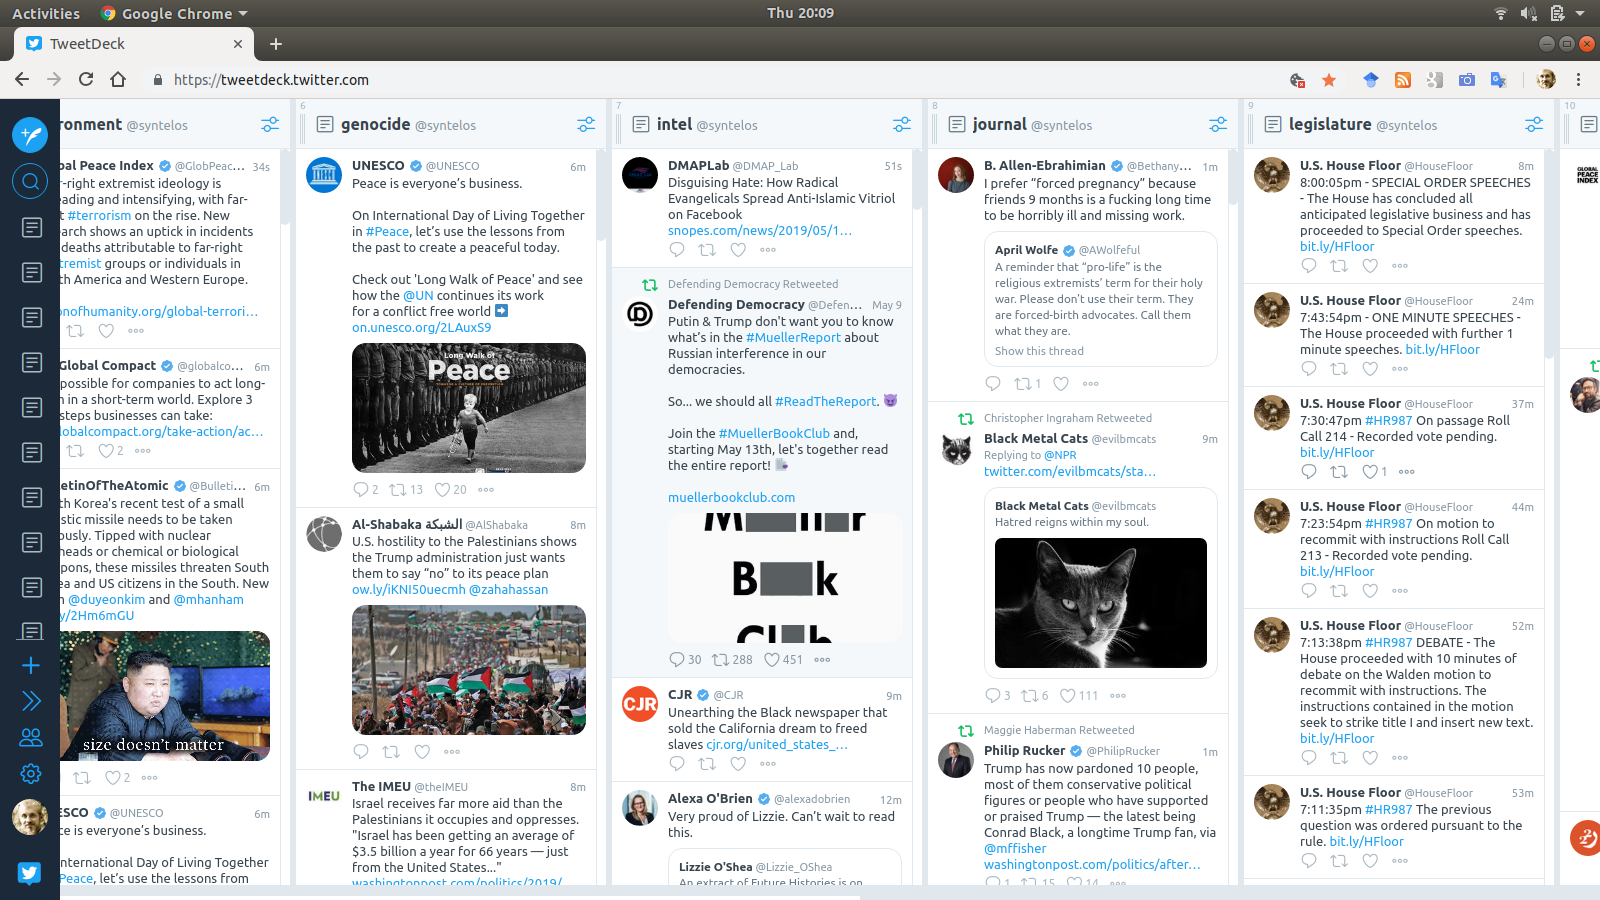 Activities
Google Chrome
Thu 20:09
TweetDeck
https://tweetdeck.twitter.com
ronment @syntelos
bal Peace Index @GlobPeac... 34s
r-right extremist ideology is
eading and intensifying, with far-
t #terrorism on the rise. New
earch shows an uptick in incidents
deaths attributable to far-right
tremist groups or individuals in
th America and Western Europe.
onofhumanity.org/global-terrori...
Global Compact @globalco... 6m
possible for companies to act long-
n in a short-term world. Explore 3
steps businesses can take:
lobalcompact.org/take-action/ac...
2
etinOfTheAtomic @Bulleti... 6m
th Korea's recent test of a small
stic missile needs to be taken
ously. Tipped with nuclear
heads or chemical or biological
pons, these missiles threaten South
ea and US citizens in the South. New
n @duyeonkim and @mhanham
y/2Hm6mGU
size doesn't matter
2
ESCO @UNESCO 6m
ce is everyone's business.
nternational Day of Living Together
Peace, let's use the lessons from
6
genocide @syntelos
UNESCO @UNESCO 6m
Peace is everyone's business.
On International Day of Living Together
in #Peace, let's use the lessons from
the past to create a peaceful today.
Check out 'Long Walk of Peace' and see
how the @UN continues its work
for a conflict free world ➡
on.unesco.org/2LAuxS9
Long Walk of
Peace
2 13 20
Al-Shabaka الشبكة @AlShabaka 8m
U.S. hostility to the Palestinians shows
the Trump administration just wants
them to say “no” to its peace plan
ow.ly/iKNI50uecmh @zahahassan
IMEU
The IMEU @theIMEU 8m
Israel receives far more aid than the
Palestinians it occupies and oppresses.
"Israel has been getting an average of
$3.5 billion a year for 66 years — just
from the United States..."
washingtonpost.com/politics/2019/
7
intel @syntelos
DMAPLab @DMAP_Lab 51s
Disguising Hate: How Radical
Evangelicals Spread Anti-Islamic Vitriol
on Facebook
snopes.com/news/2019/05/1...
Defending Democracy Retweeted
Defending Democracy @Defen... May 9
Putin & Trump don't want you to know
what's in the #MuellerReport about
Russian interference in our
democracies.
So... we should all #ReadTheReport. 😈
Join the #MuellerBookClub and,
starting May 13th, let's together read
the entire report!
muellerbookclub.com
B k
30 288 451
CJR
CJR @CJR 9m
Unearthing the Black newspaper that
sold the California dream to freed
slaves cjr.org/united_states_...
Alexa O'Brien @alexadobrien 12m
Very proud of Lizzie. Can't wait to read
this.
Lizzie O'Shea @Lizzie_OShea
An extract of Future Histories is on
8
journal @syntelos
B. Allen-Ebrahimian @Bethany... 1m
I prefer “forced pregnancy” because
friends 9 months is a fucking long time
to be horribly ill and missing work.
April Wolfe @AWolfeful
A reminder that “pro-life” is the
religious extremists’ term for their holy
war. Please don't use their term. They
are forced-birth advocates. Call them
what they are.
Show this thread
1
Christopher Ingraham Retweeted
Black Metal Cats @evilbmcats 9m
Replying to @NPR
twitter.com/evilbmcats/sta...
Black Metal Cats @evilbmcats
Hatred reigns within my soul.
3 6 111
Maggie Haberman Retweeted
Philip Rucker @PhilipRucker 1m
Trump has now pardoned 10 people,
most of them conservative political
figures or people who have supported
or praised Trump — the latest being
Conrad Black, a longtime Trump fan, via
@mffisher
washingtonpost.com/politics/after...
1 15 14
9
legislature @syntelos
U.S. House Floor @HouseFloor 8m
8:00:05pm - SPECIAL ORDER SPEECHES
- The House has concluded all
anticipated legislative business and has
proceeded to Special Order speeches.
bit.ly/HFloor
U.S. House Floor @HouseFloor 24m
7:43:54pm - ONE MINUTE SPEECHES -
The House proceeded with further 1
minute speeches. bit.ly/HFloor
U.S. House Floor @HouseFloor 37m
7:30:47pm #HR987 On passage Roll
Call 214 - Recorded vote pending.
bit.ly/HFloor
1
U.S. House Floor @HouseFloor 44m
7:23:54pm #HR987 On motion to
recommit with instructions Roll Call
213 - Recorded vote pending.
bit.ly/HFloor
U.S. House Floor @HouseFloor 52m
7:13:38pm #HR987 DEBATE - The
House proceeded with 10 minutes of
debate on the Walden motion to
recommit with instructions. The
instructions contained in the motion
seek to strike title I and insert new text.
bit.ly/HFloor
U.S. House Floor @HouseFloor 53m
7:11:35pm #HR987 The previous
question was ordered pursuant to the
rule. bit.ly/HFloor
10
GLOBAL
PEACE
INDEX